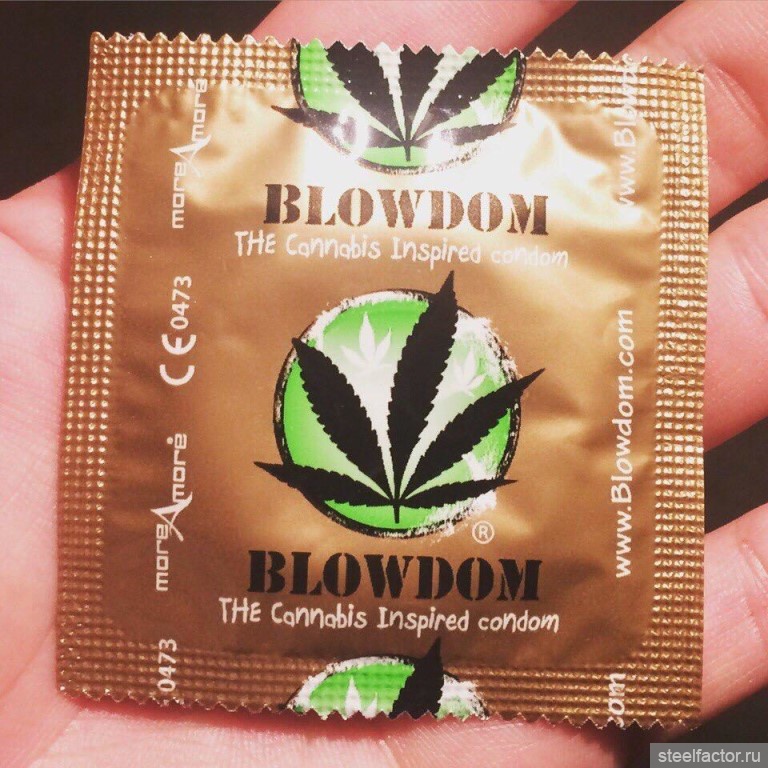 BLOWDOM
THE Cannabis Inspired condom
®
BLOWDOM
THE Cannabis Inspired condom
moreAmore
CE 0473
moreAmore
0473
www.Blowdom.com
steelfactor.ru